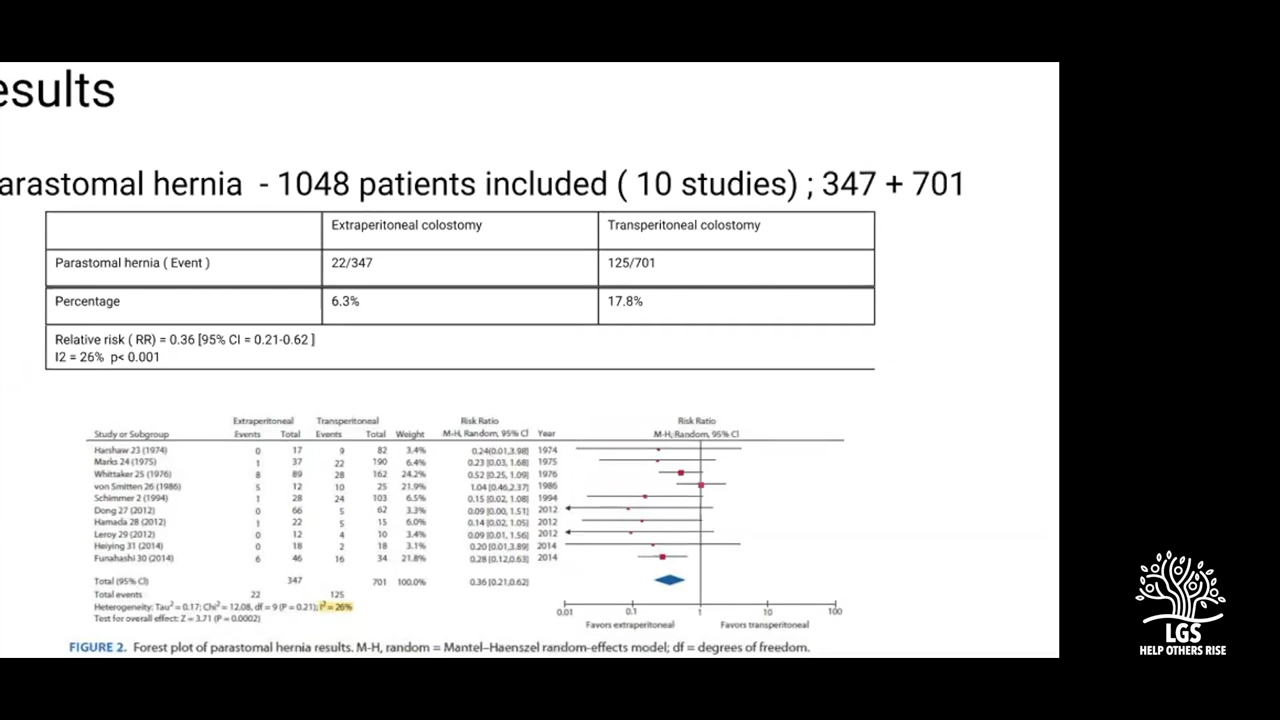 esults
arastomal hernia - 1048 patients included ( 10 studies) ; 347 + 701
Extraperitoneal colostomy Transperitoneal colostomy
Parastomal hernia ( Event ) 22/347 125/701
Percentage 6.3% 17.8%
Relative risk ( RR) = 0.36 [95% CI = 0.21-0.62 ]
I2 = 26% p< 0.001
Extraperitoneal Transperitoneal Risk Ratio Risk Ratio
Study or Subgroup Events Total Events Total Weight M-H, Random, 95% CI Year M-H, Random, 95% CI
Harshaw 23 (1974) 0 17 9 82 3.4% 0.24(0.01,3.98] 1974
Marks 24 (1975) 1 37 22 190 6.4% 0.23 [0.03, 1.68] 1975
Whittaker 25 (1976) 8 89 28 162 24.2% 0.52 [0.25, 1.09] 1976
von Smitten 26 (1986) 5 12 10 25 21.9% 1.04 [0.46,2.37] 1986
Schimmer 2 (1994) 1 28 24 103 6.5% 0.15 [0.02, 1.08] 1994
Dong 27 (2012) 0 66 5 62 3.3% 0.09 [0.00, 1.51] 2012
Hamada 28 (2012) 1 22 5 15 6.0% 0.14 [0.02, 1.05] 2012
Leroy 29 (2012) 0 12 4 10 3.4% 0.09 [0.01, 1.56] 2012
Heiying 31 (2014) 0 18 2 18 3.1% 0.20 [0.01,3.89] 2014
Funahashi 30 (2014) 6 46 16 34 21.8% 0.28 [0.12,0.63] 2014
Total (95% CI) 347 701 100.0% 0.36 [0.21,0.62]
Total events 22 125
Heterogeneity: Tau² = 0.17; Chi² = 12.08, df = 9 (P = 0.21); I² = 26%
Test for overall effect: Z = 3.71 (P = 0.0002)
0.01 0.1 1 10 100
Favors extraperitoneal Favors transperitoneal
FIGURE 2. Forest plot of parastomal hernia results. M-H, random = Mantel–Haenszel random-effects model; df = degrees of freedom.
LGS
HELP OTHERS RISE